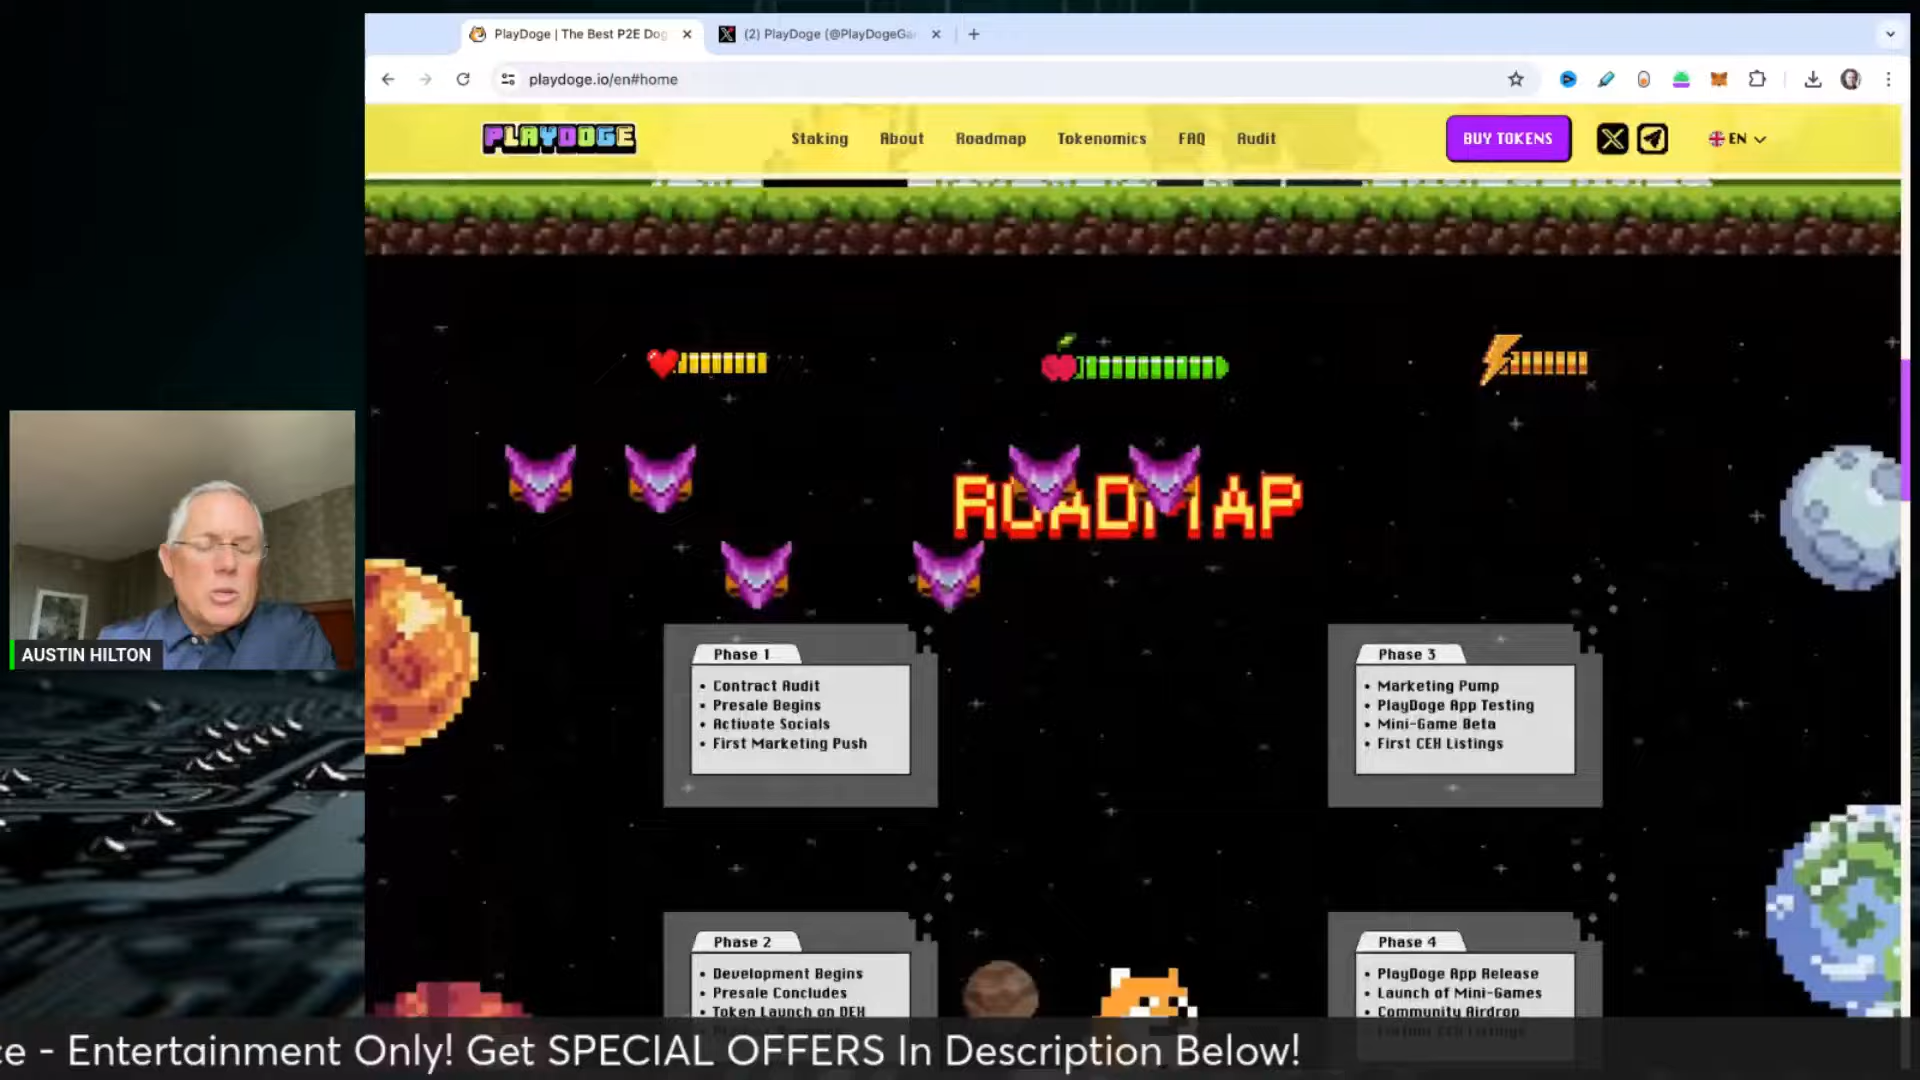 PlayDoge | The Best P2E Dog
(2) PlayDoge (@PlayDogeGa
playdoge.io/en#home
PLAYDOGE
Staking
About
Roadmap
Tokenomics
FAQ
Audit
BUY TOKENS
EN
ROADMAP
AUSTIN HILTON
Phase 1
• Contract Audit
• Presale Begins
• Activate Socials
• First Marketing Push
Phase 3
• Marketing Pump
• PlayDoge App Testing
• Mini-Game Beta
• First CEX Listings
Phase 2
• Development Begins
• Presale Concludes
• Token Launch on DEX
Phase 4
• PlayDoge App Release
• Launch of Mini-Games
• Community Airdrop
ce - Entertainment Only! Get SPECIAL OFFERS In Description Below!